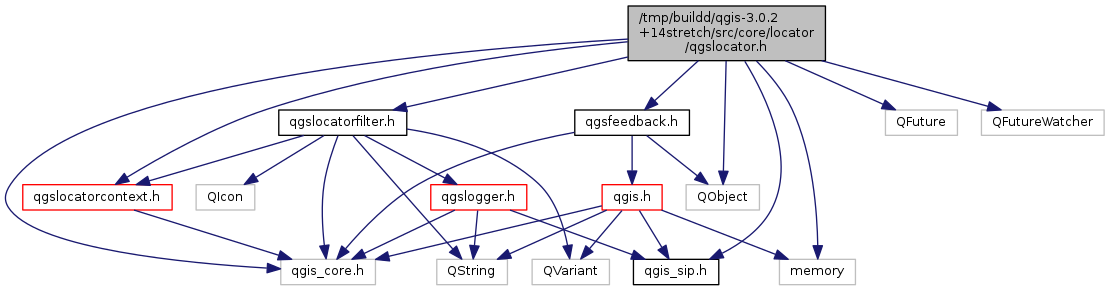 /tmp/buildd/qgis-3.0.2
+14stretch/src/core/locator
/qgslocator.h
qgslocatorfilter.h
qgsfeedback.h
QFuture
QFutureWatcher
qgslocatorcontext.h
QIcon
qgslogger.h
qgis.h
QObject
qgis_core.h
QString
QVariant
qgis_sip.h
memory